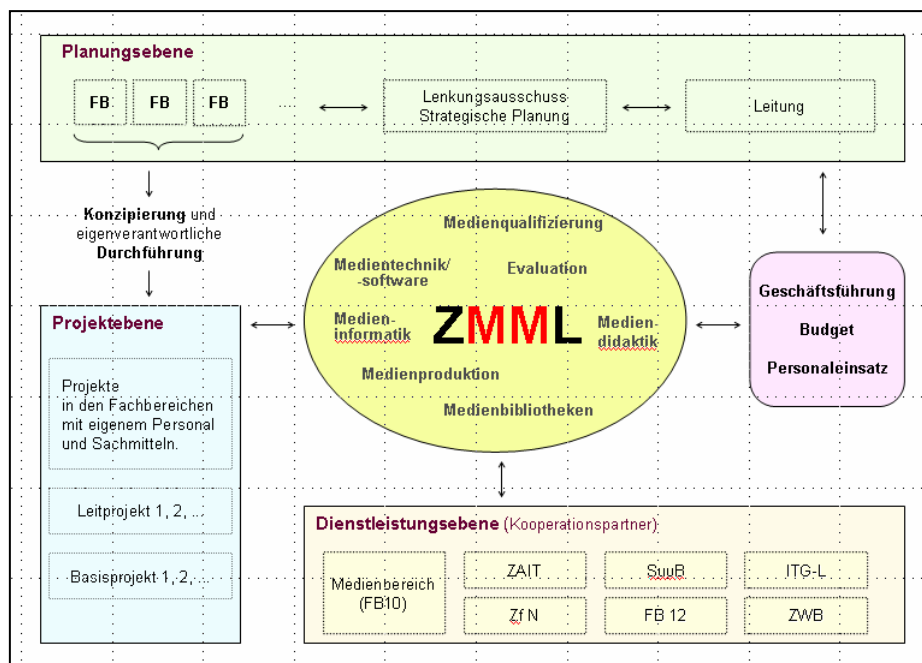 Planungsebene
FB FB FB ....
Lenkungsausschuss
Strategische Planung
Leitung
Konzipierung und
eigenverantwortliche
Durchführung
Medienqualifizierung
Medientechnik/
-software
Evaluation
Medien-
informatik
ZMML
Medien-
didaktik
Medienproduktion
Medienbibliotheken
Geschäftsführung
Budget
Personaleinsatz
Projektebene
Projekte
in den Fachbereichen
mit eigenem Personal
und Sachmitteln.
Leitprojekt 1, 2, ...
Basisprojekt 1, 2, ...
Dienstleistungsebene (Kooperationspartner)
Medienbereich
(FB10)
ZAIT
SuuB
ITG-L
Zf N
FB 12
ZWB